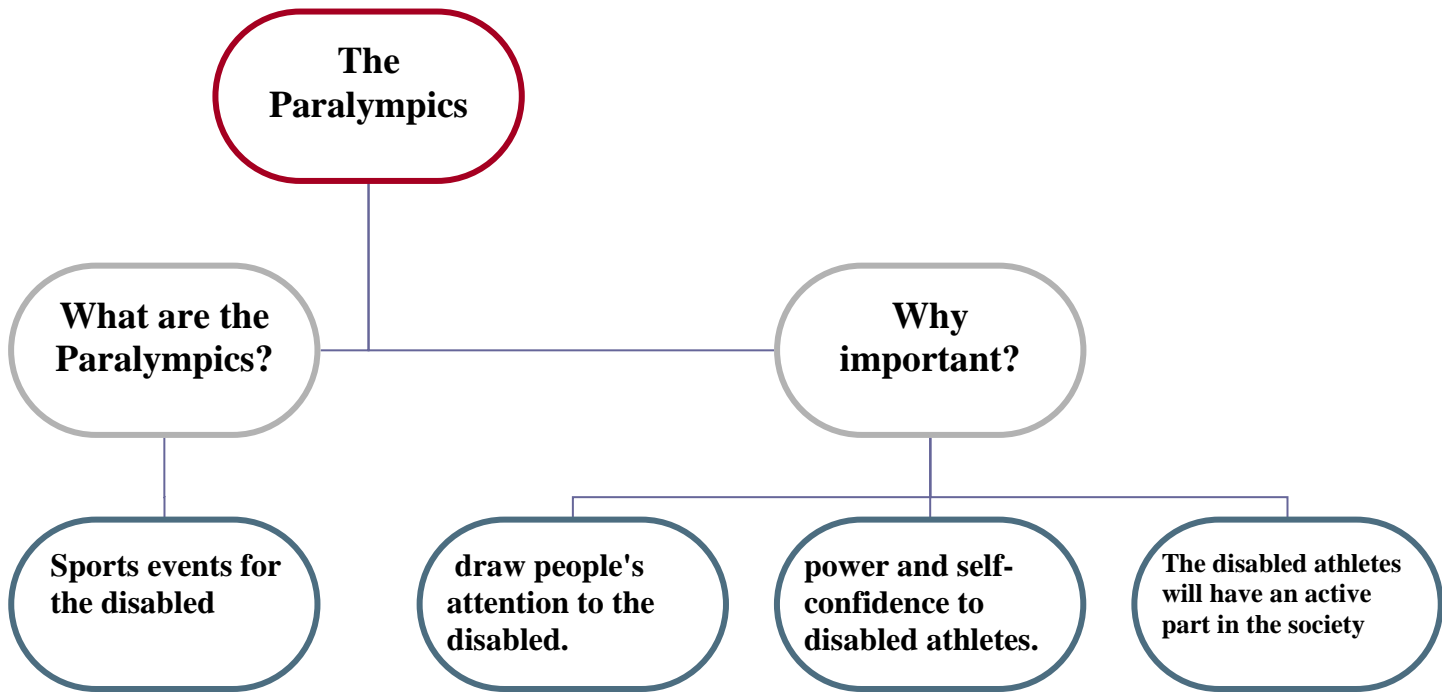 The
Paralympics
What are the
Paralympics?
Why
important?
Sports events for
the disabled
draw people's
attention to the
disabled.
power and self-
confidence to
disabled athletes.
The disabled athletes
will have an active
part in the society